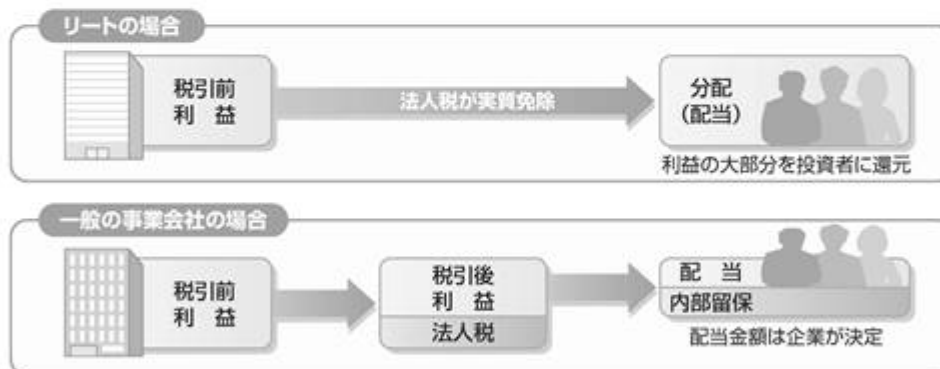 リートの場合
税引前
利　益
法人税が実質免除
分配
(配当)
利益の大部分を投資者に還元
一般の事業会社の場合
税引前
利　益
税引後
利　益
法人税
配　当
内部留保
配当金額は企業が決定